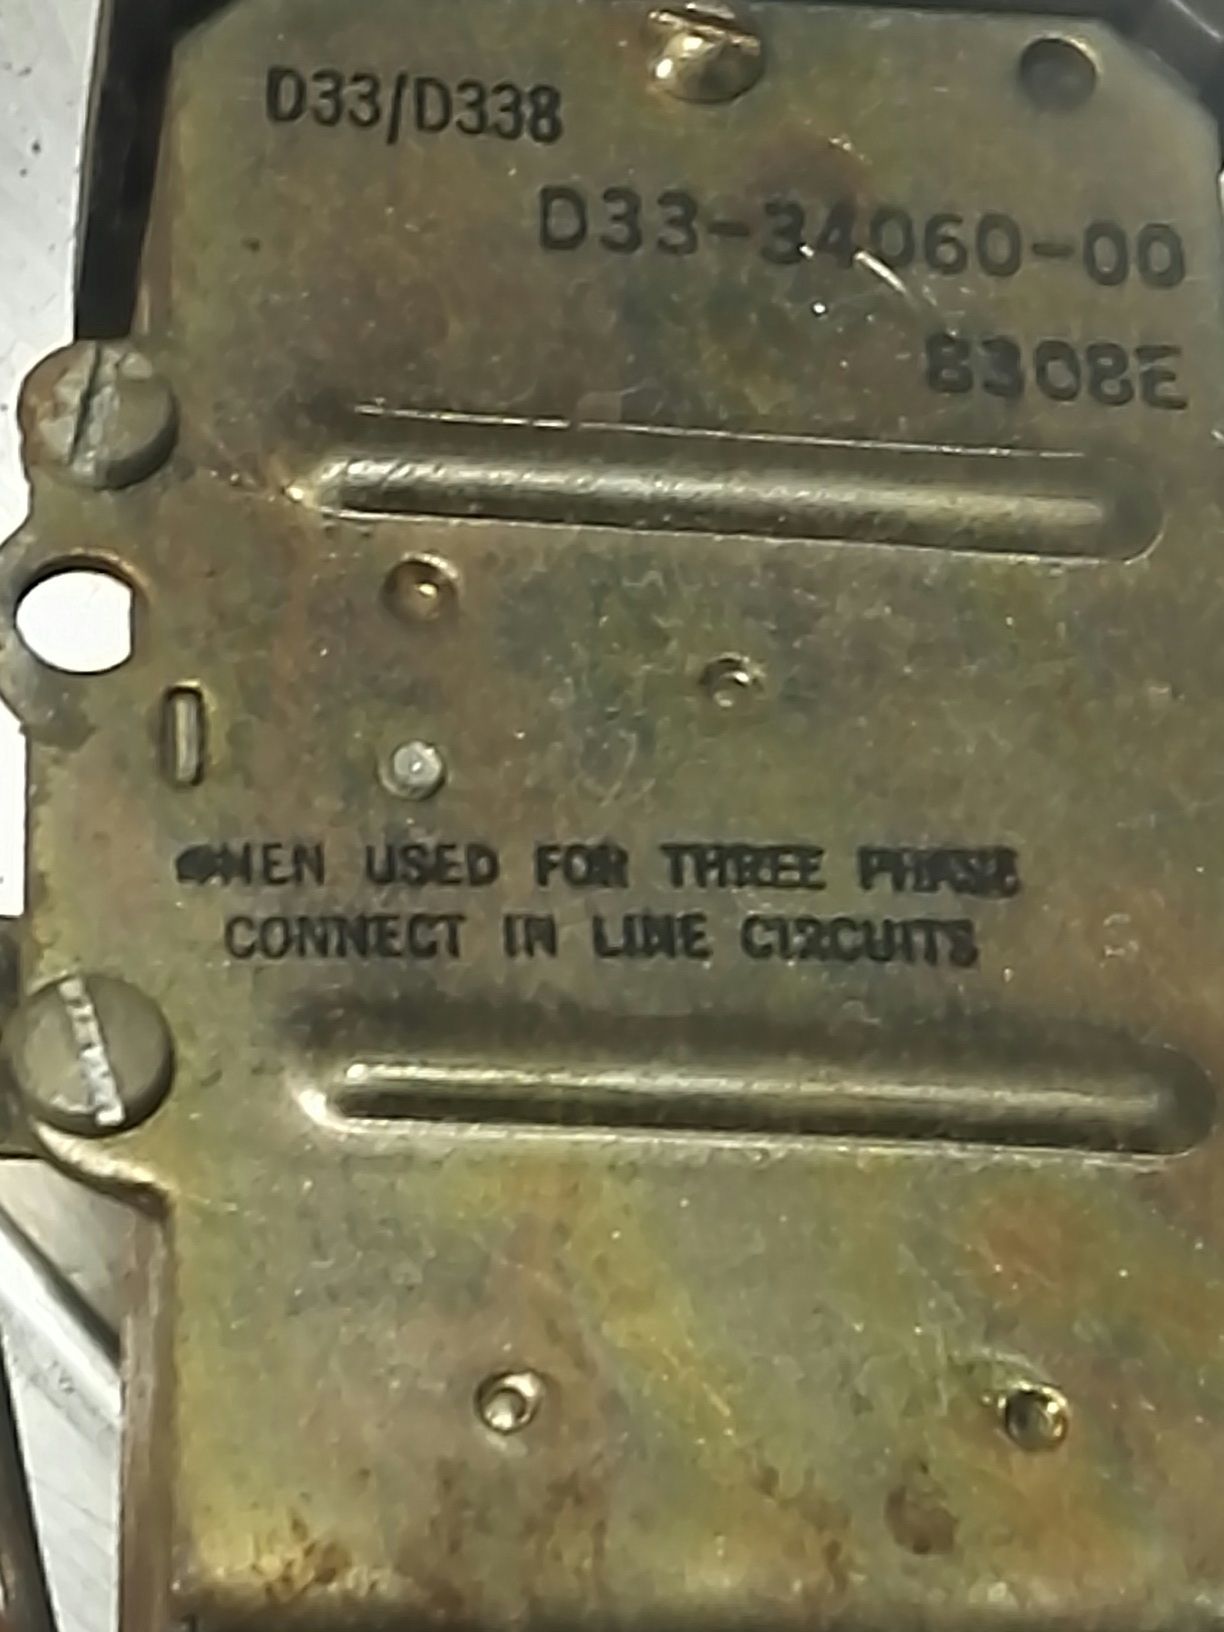 D33/D338
D33-34060-00
8308E
WHEN USED FOR THREE PHASE
CONNECT IN LINE CIRCUITS